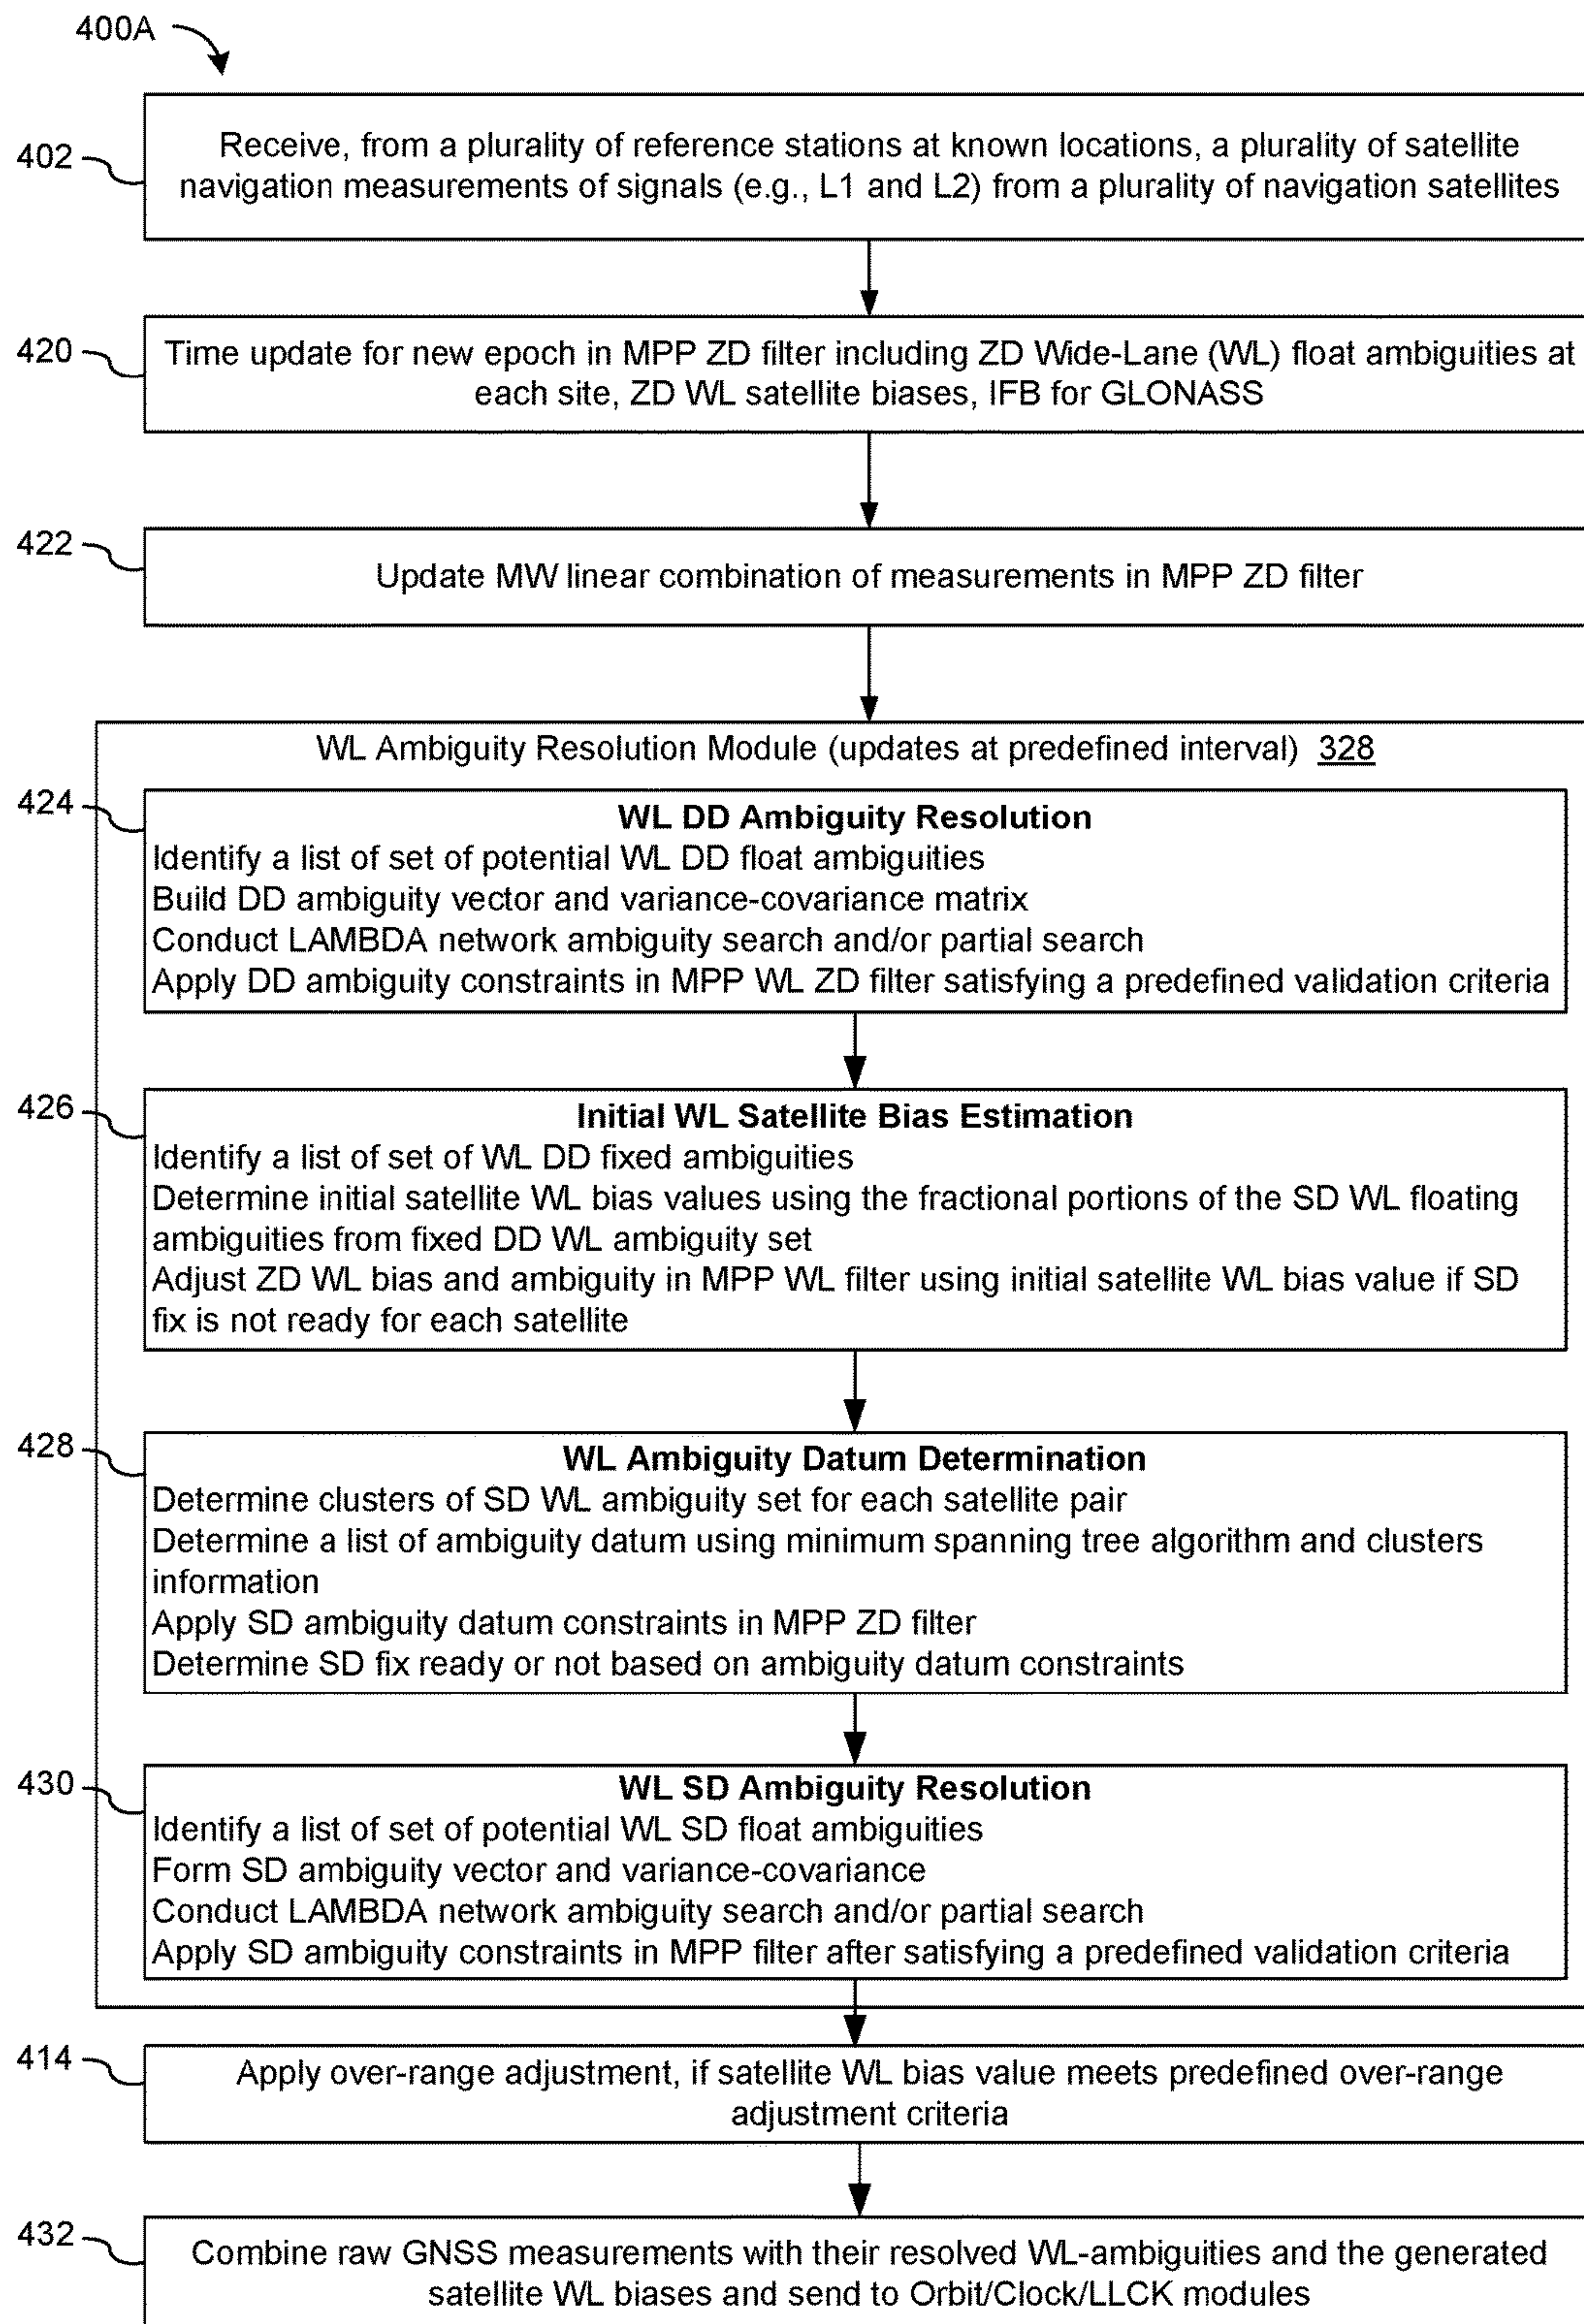 400A
402
Receive, from a plurality of reference stations at known locations, a plurality of satellite
navigation measurements of signals (e.g., L1 and L2) from a plurality of navigation satellites
420
Time update for new epoch in MPP ZD filter including ZD Wide-Lane (WL) float ambiguities at
each site, ZD WL satellite biases, IFB for GLONASS
422
Update MW linear combination of measurements in MPP ZD filter
WL Ambiguity Resolution Module (updates at predefined interval) 328
424
WL DD Ambiguity Resolution
Identify a list of set of potential WL DD float ambiguities
Build DD ambiguity vector and variance-covariance matrix
Conduct LAMBDA network ambiguity search and/or partial search
Apply DD ambiguity constraints in MPP WL ZD filter satisfying a predefined validation criteria
426
Initial WL Satellite Bias Estimation
Identify a list of set of WL DD fixed ambiguities
Determine initial satellite WL bias values using the fractional portions of the SD WL floating
ambiguities from fixed DD WL ambiguity set
Adjust ZD WL bias and ambiguity in MPP WL filter using initial satellite WL bias value if SD
fix is not ready for each satellite
428
WL Ambiguity Datum Determination
Determine clusters of SD WL ambiguity set for each satellite pair
Determine a list of ambiguity datum using minimum spanning tree algorithm and clusters
information
Apply SD ambiguity datum constraints in MPP ZD filter
Determine SD fix ready or not based on ambiguity datum constraints
430
WL SD Ambiguity Resolution
Identify a list of set of potential WL SD float ambiguities
Form SD ambiguity vector and variance-covariance
Conduct LAMBDA network ambiguity search and/or partial search
Apply SD ambiguity constraints in MPP filter after satisfying a predefined validation criteria
414
Apply over-range adjustment, if satellite WL bias value meets predefined over-range
adjustment criteria
432
Combine raw GNSS measurements with their resolved WL-ambiguities and the generated
satellite WL biases and send to Orbit/Clock/LLCK modules